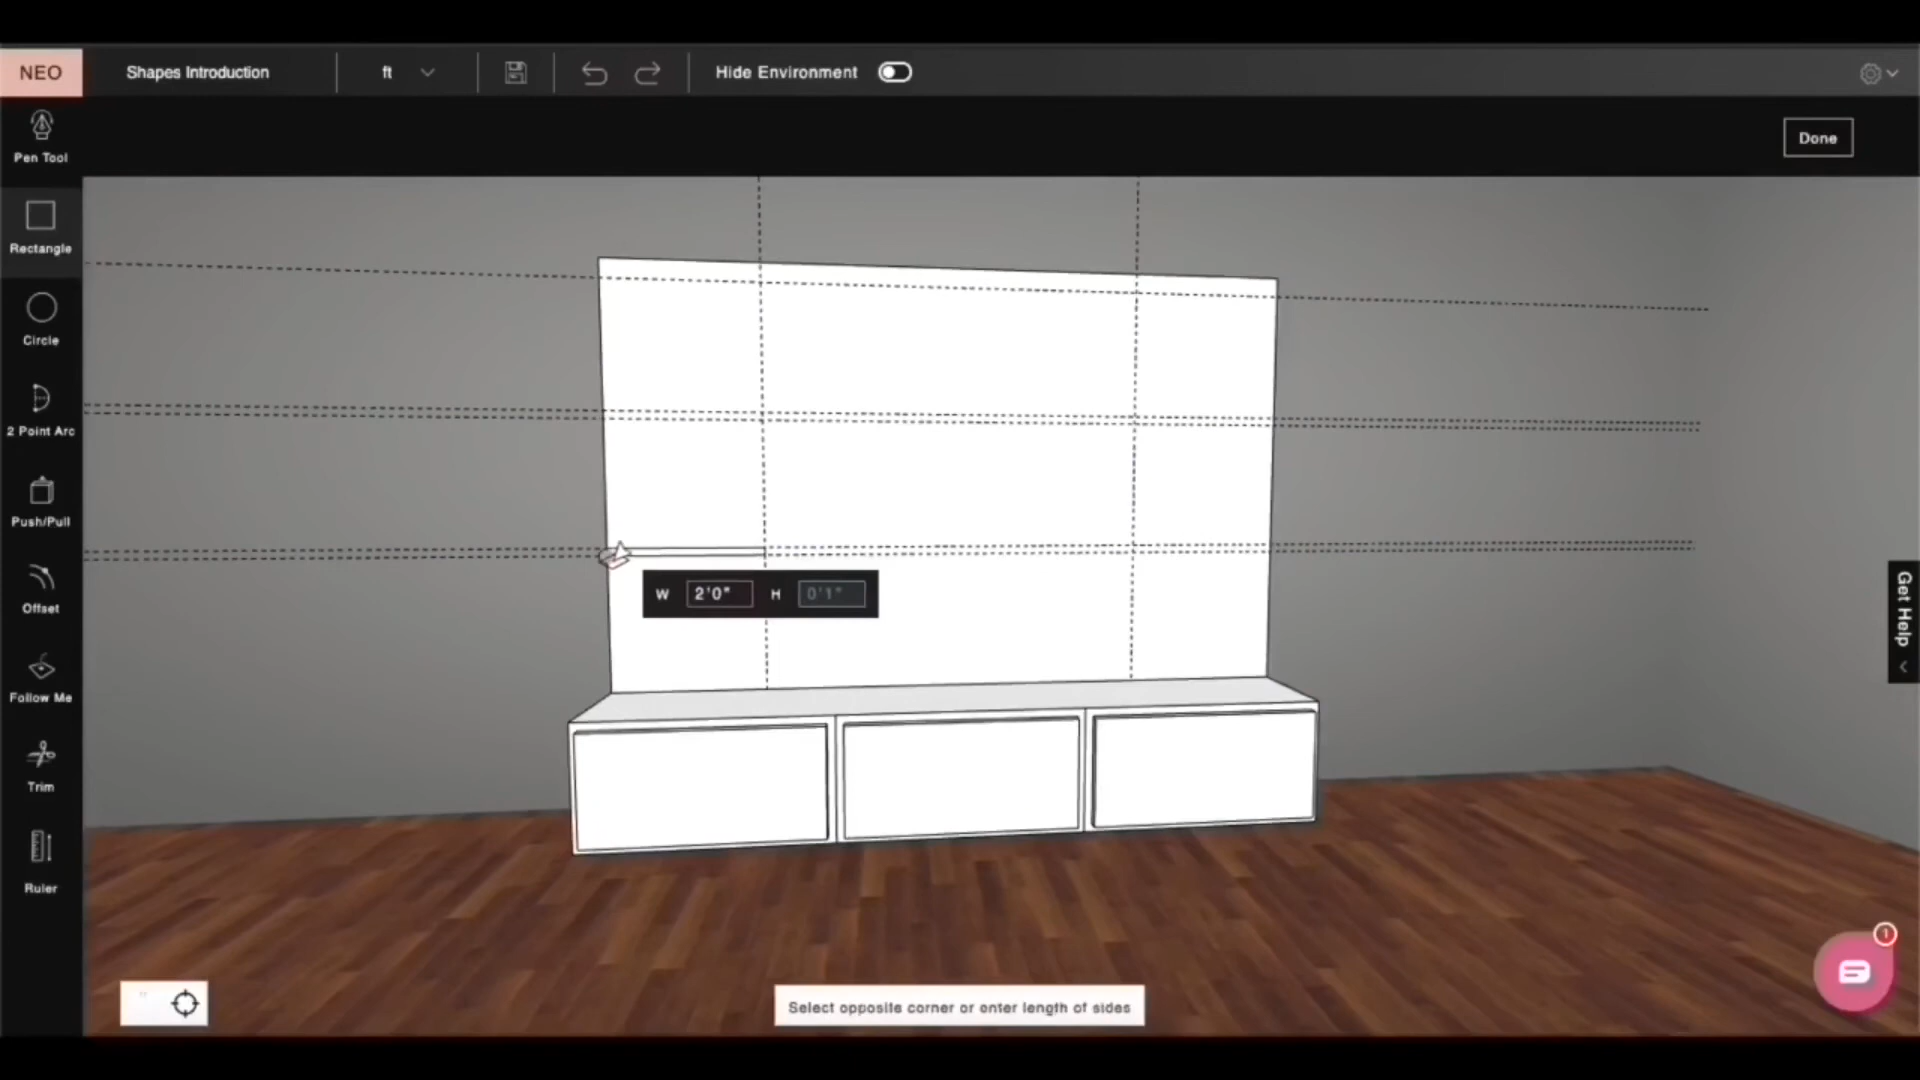 NEO
Shapes Introduction
ft
Hide Environment
Done
Pen Tool
Rectangle
Circle
2 Point Arc
Push/Pull
Offset
Follow Me
Trim
Ruler
W 2'0" H 0'1"
Get Help
1
Select opposite corner or enter length of sides